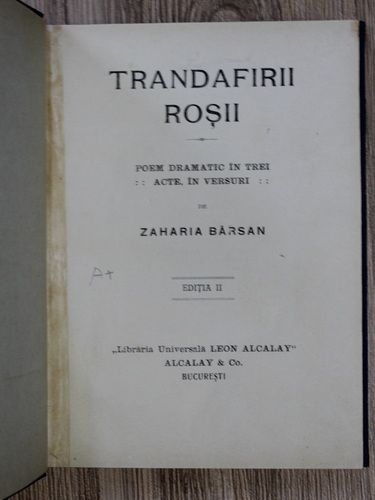 TRANDAFIRII
ROȘII
POEM DRAMATIC ÎN TREI
:: ACTE, ÎN VERSURI ::
DE
ZAHARIA BÂRSAN
A+
EDIȚIA II
„Librăria Universală LEON ALCALAY“
ALCALAY & Co.
BUCUREȘTI